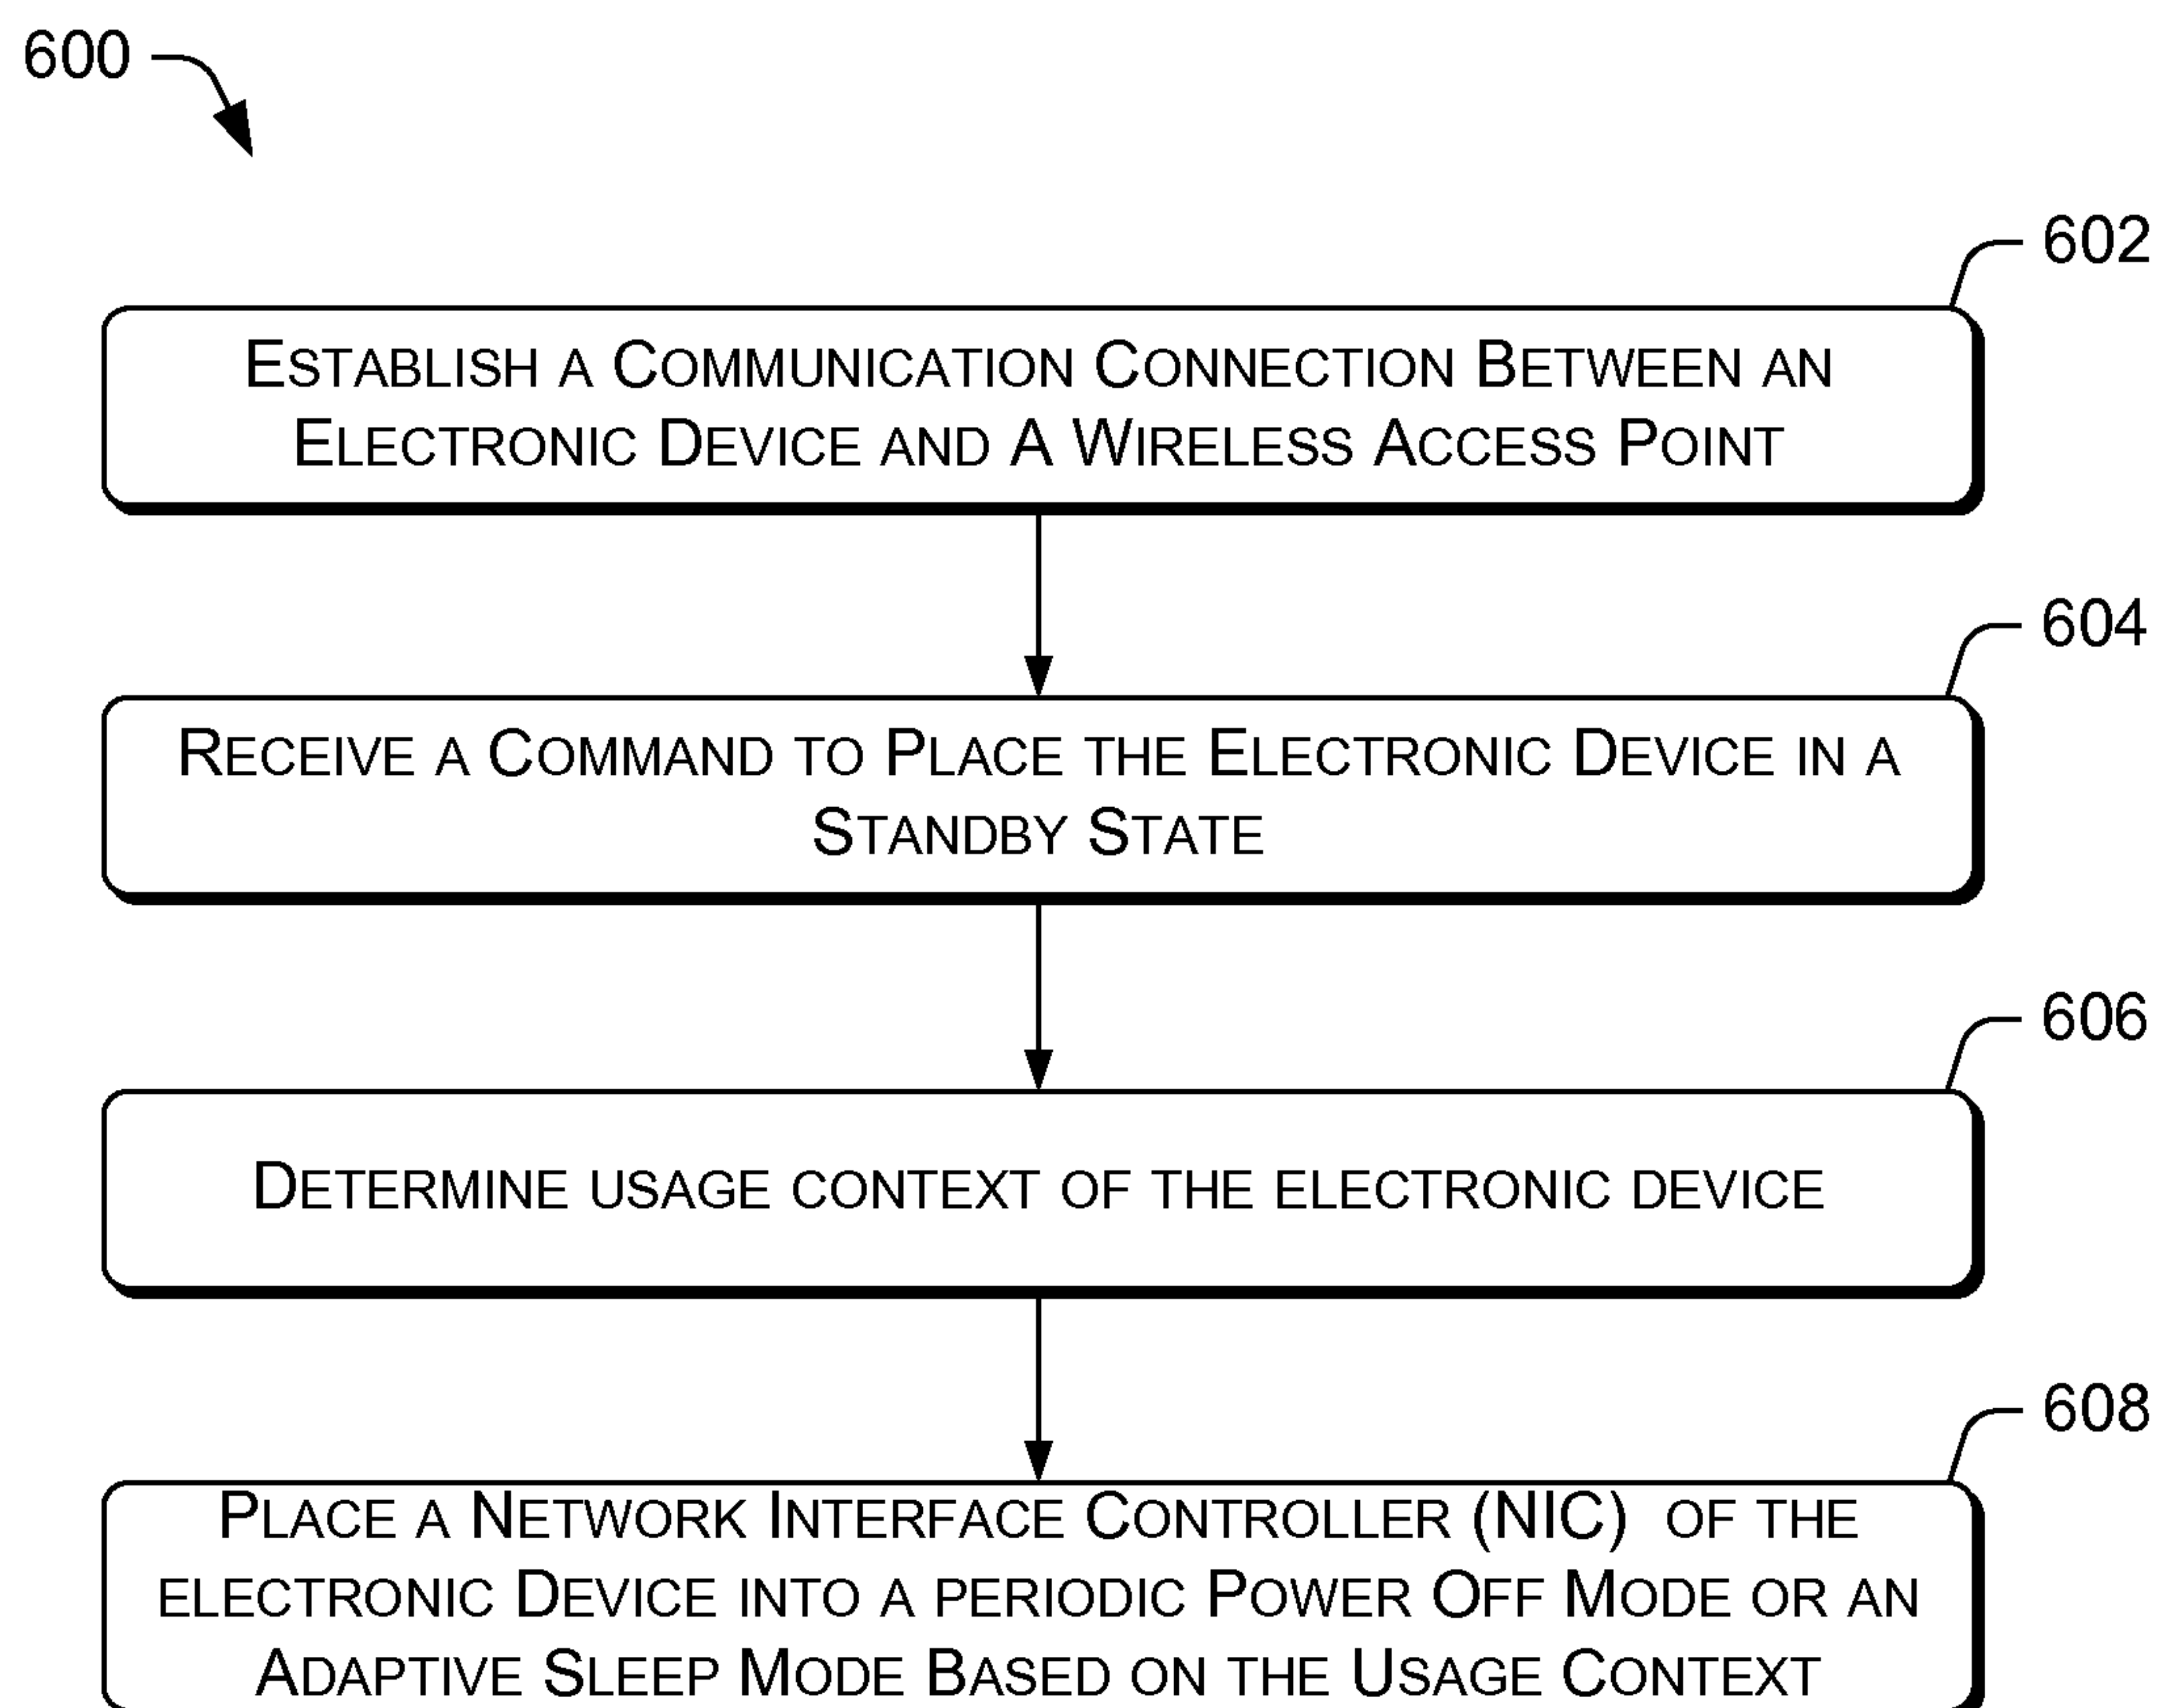 600
602
ESTABLISH A COMMUNICATION CONNECTION BETWEEN AN
ELECTRONIC DEVICE AND A WIRELESS ACCESS POINT
604
RECEIVE A COMMAND TO PLACE THE ELECTRONIC DEVICE IN A
STANDBY STATE
606
DETERMINE USAGE CONTEXT OF THE ELECTRONIC DEVICE
608
PLACE A NETWORK INTERFACE CONTROLLER (NIC) OF THE
ELECTRONIC DEVICE INTO A PERIODIC POWER OFF MODE OR AN
ADAPTIVE SLEEP MODE BASED ON THE USAGE CONTEXT